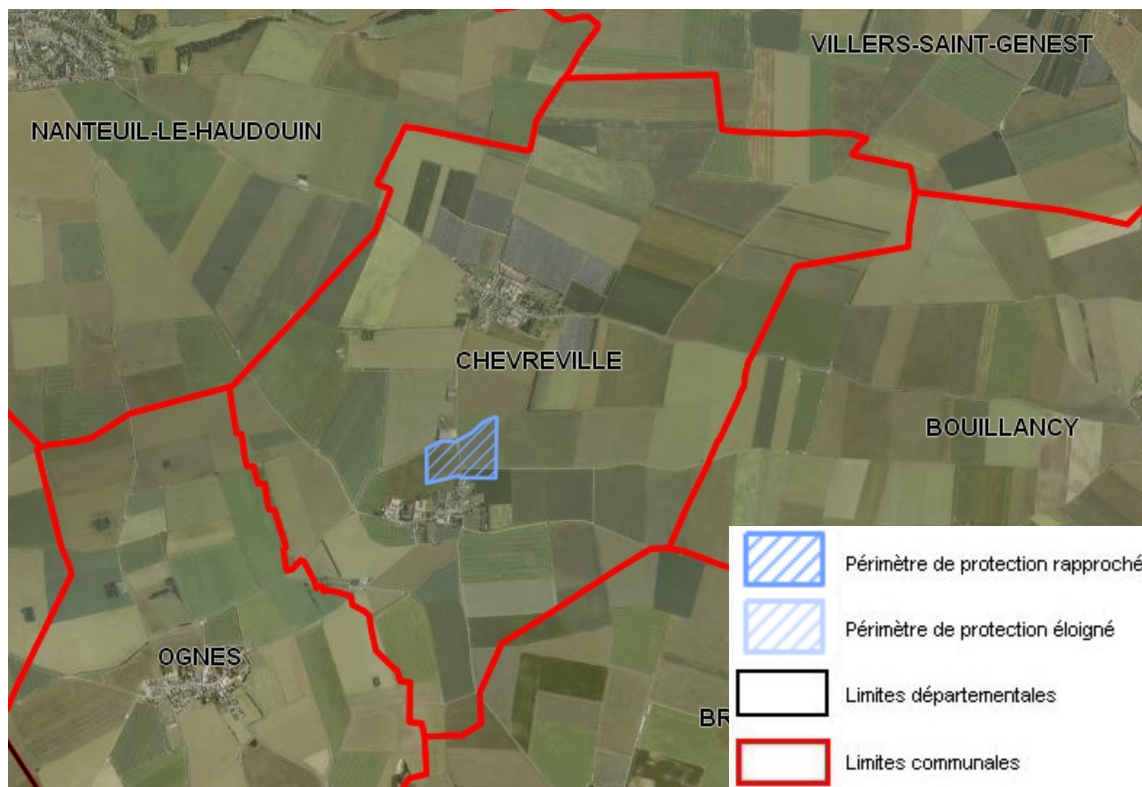 VILLERS-SAINT-GENEST
NANTEUIL-LE-HAUDOUIN
CHEVREVILLE
BOUILLANCY
OGNES
BR
Périmètre de protection rapproché
Périmètre de protection éloigné
Limites départementales
Limites communales